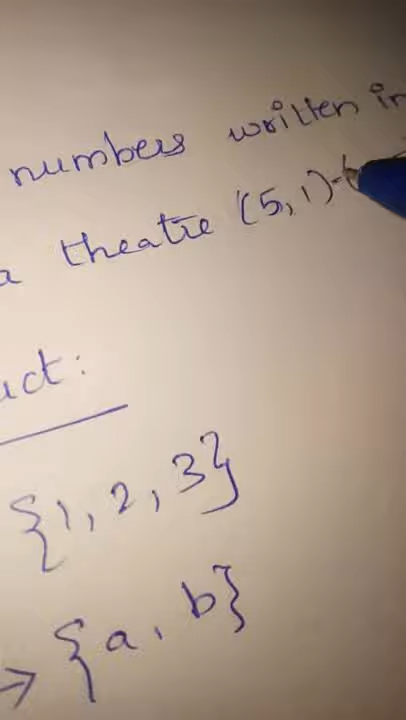 numbers written in
a theatre (5,1)-(
uct:
{1, 2, 3}
→ {a, b}